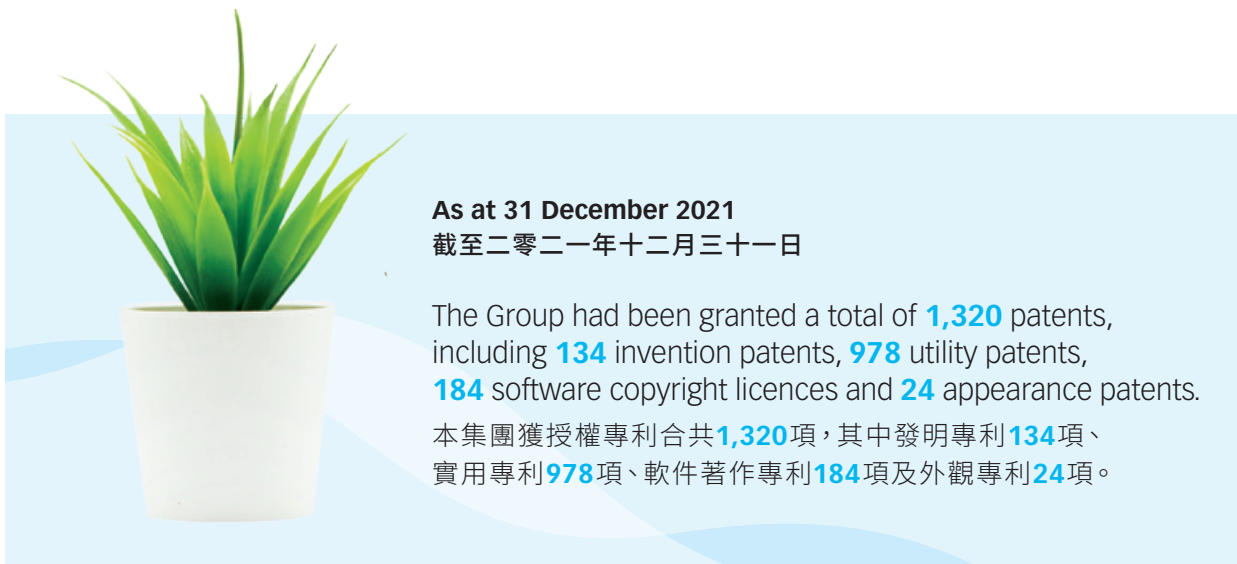 As at 31 December 2021
截至二零二一年十二月三十一日
The Group had been granted a total of 1,320 patents,
including 134 invention patents, 978 utility patents,
184 software copyright licences and 24 appearance patents.
本集團獲授權專利合共1,320項，其中發明專利134項、
實用專利978項、軟件著作專利184項及外觀專利24項。